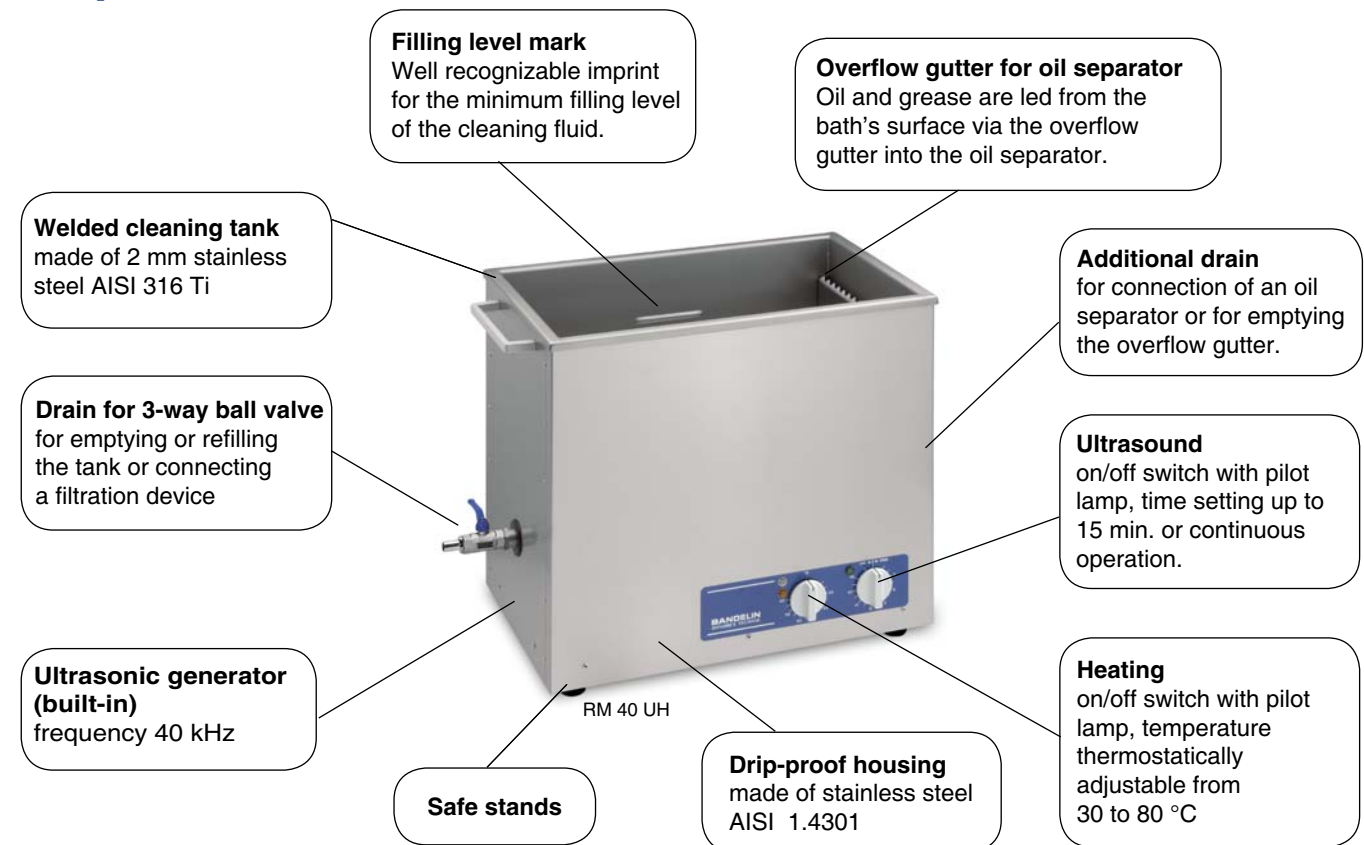 Filling level mark
Well recognizable imprint
for the minimum filling level
of the cleaning fluid.
Overflow gutter for oil separator
Oil and grease are led from the
bath's surface via the overflow
gutter into the oil separator.
Welded cleaning tank
made of 2 mm stainless
steel AISI 316 Ti
Additional drain
for connection of an oil
separator or for emptying
the overflow gutter.
Drain for 3-way ball valve
for emptying or refilling
the tank or connecting
a filtration device
Ultrasound
on/off switch with pilot
lamp, time setting up to
15 min. or continuous
operation.
BANDELIN
Ultrasonic generator
(built-in)
frequency 40 kHz
RM 40 UH
Safe stands
Drip-proof housing
made of stainless steel
AISI 1.4301
Heating
on/off switch with pilot
lamp, temperature
thermostatically
adjustable from
30 to 80 °C